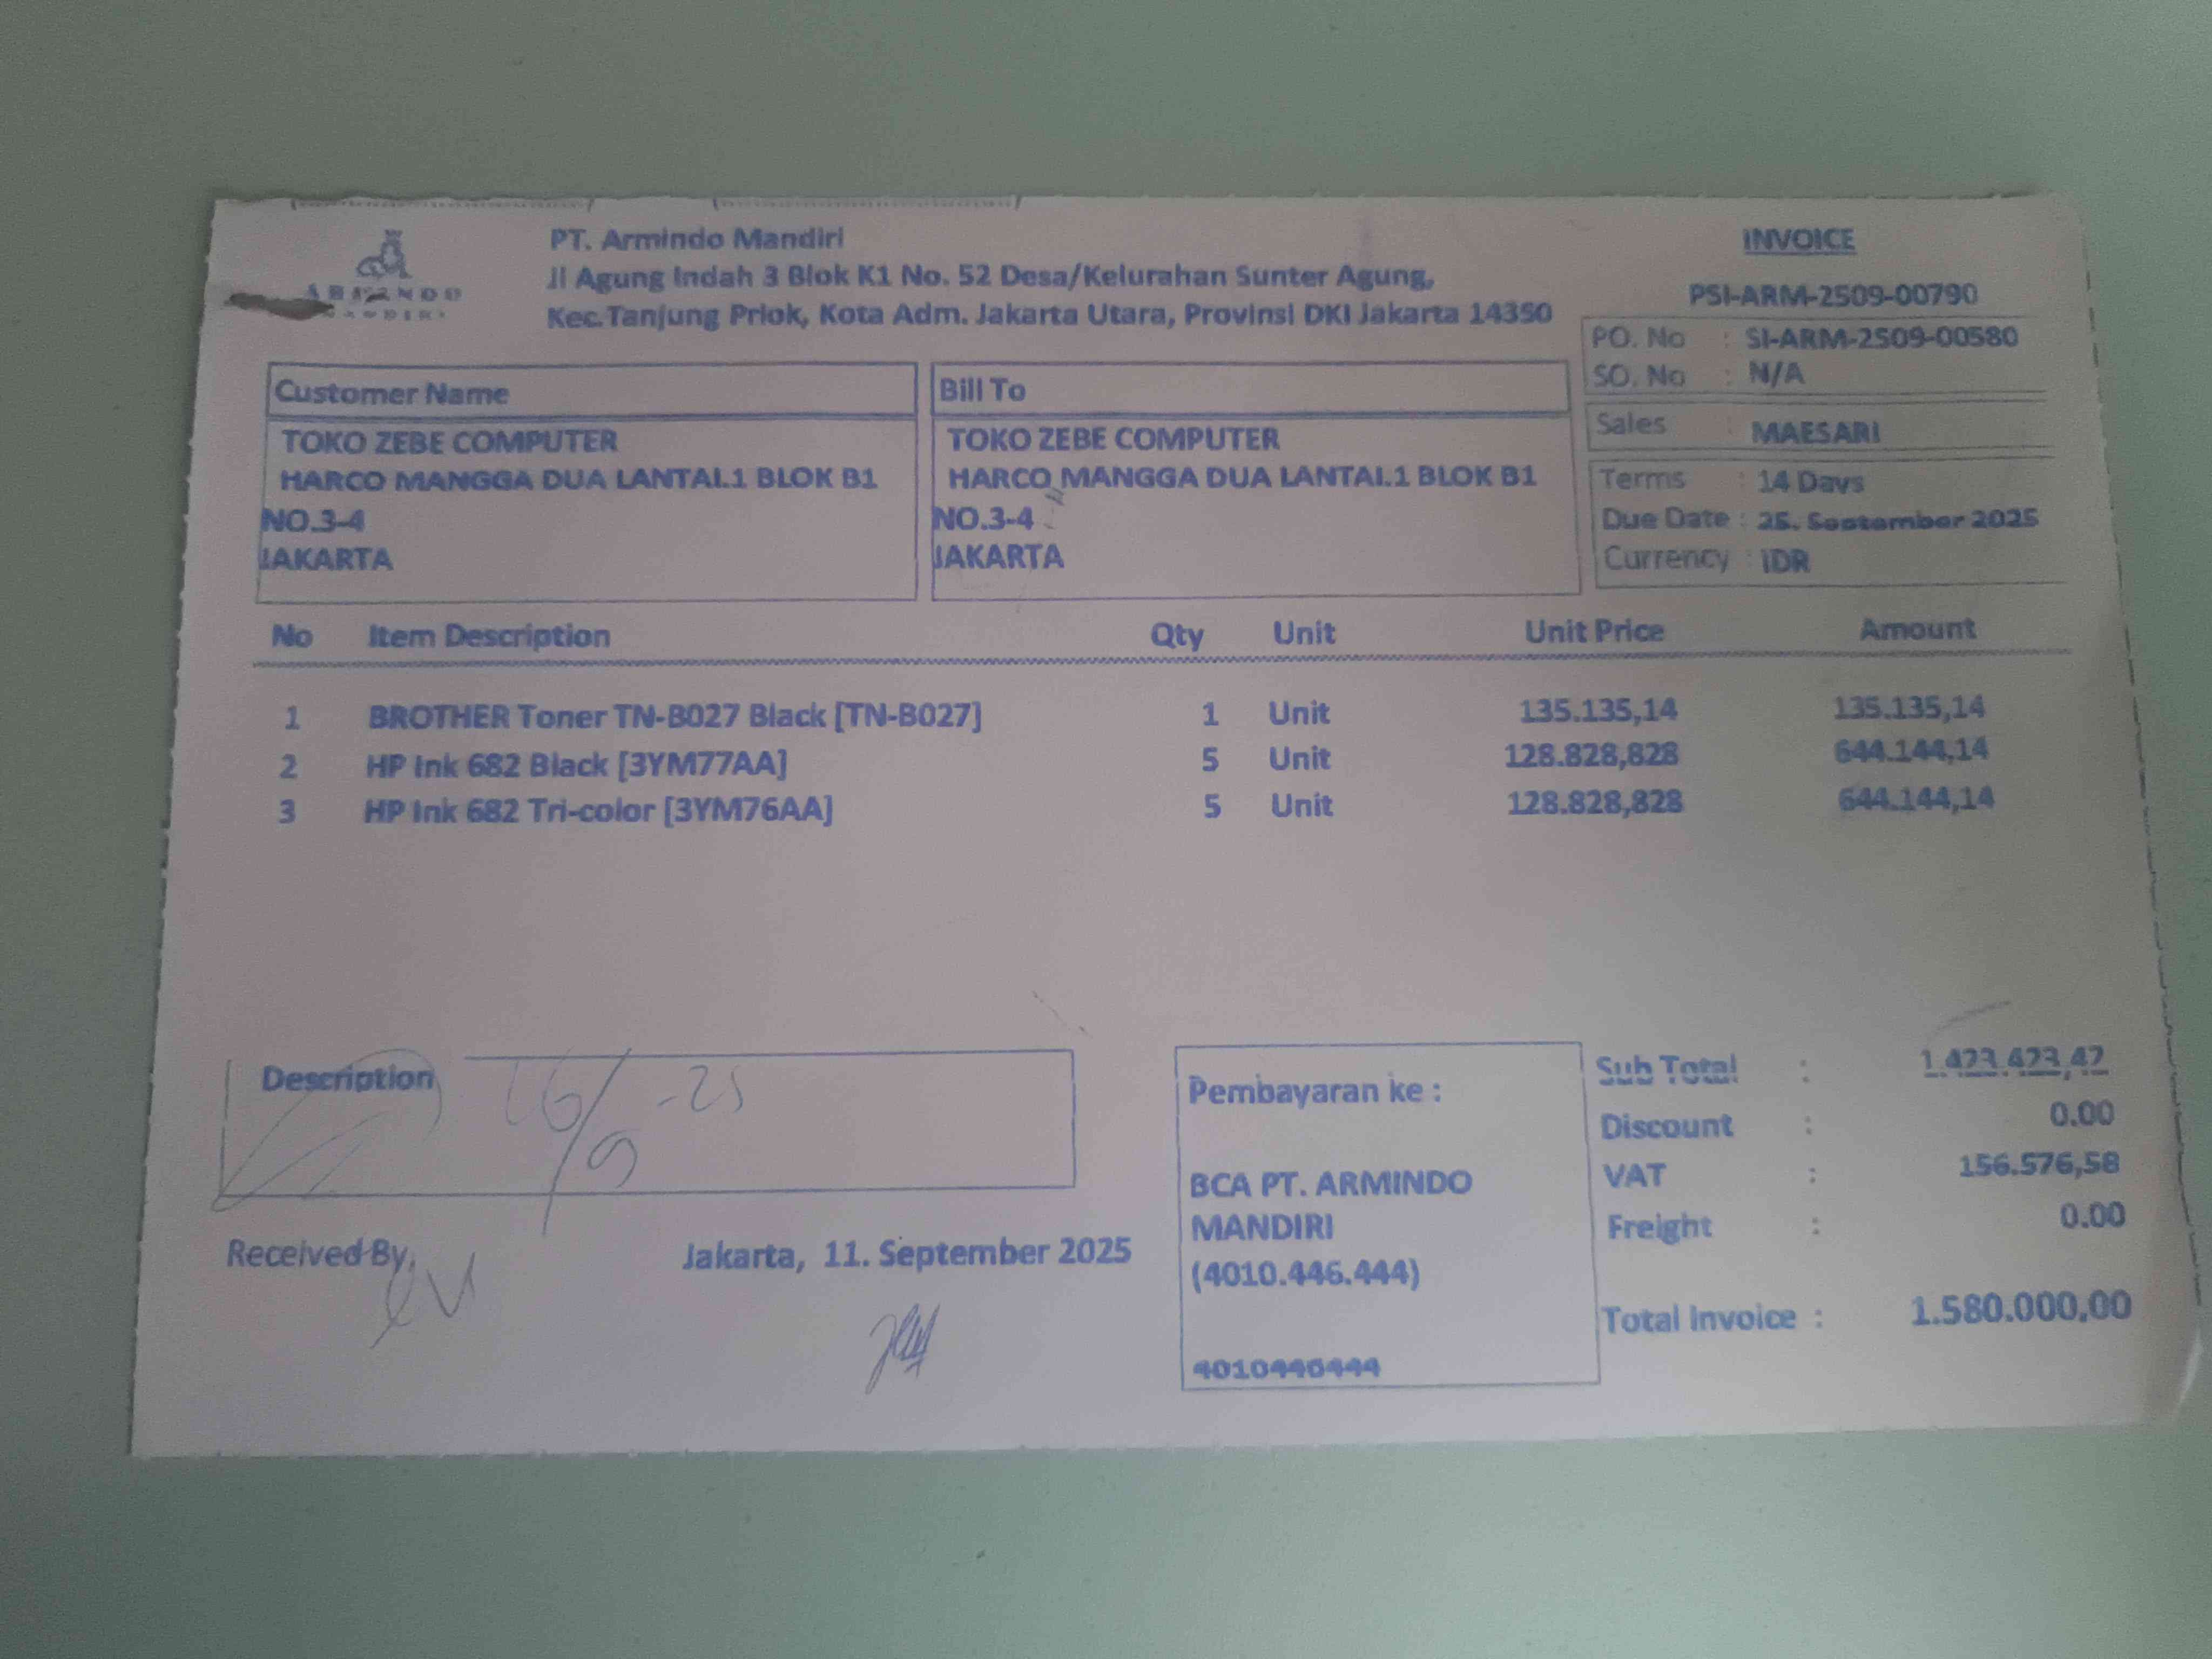 ARMANDO
MANDIRI
PT. Armindo Mandiri
Jl Agung Indah 3 Blok K1 No. 52 Desa/Kelurahan Sunter Agung,
Kec.Tanjung Priok, Kota Adm. Jakarta Utara, Provinsi DKI Jakarta 14350
INVOICE
PSI-ARM-2509-00790
PO. No : SI-ARM-2509-00580
SO. No : N/A
Sales : MAESARI
Terms : 14 Days
Due Date : 25. September 2025
Currency : IDR
Customer Name
TOKO ZEBE COMPUTER
HARCO MANGGA DUA LANTAI.1 BLOK B1
NO.3-4
JAKARTA
Bill To
TOKO ZEBE COMPUTER
HARCO MANGGA DUA LANTAI.1 BLOK B1
NO.3-4
JAKARTA
No Item Description Qty Unit Unit Price Amount
1 BROTHER Toner TN-B027 Black [TN-B027] 1 Unit 135.135,14 135.135,14
2 HP Ink 682 Black [3YM77AA] 5 Unit 128.828,828 644.144,14
3 HP Ink 682 Tri-color [3YM76AA] 5 Unit 128.828,828 644.144,14
Description
/9 -25
Received By,
Jakarta, 11. September 2025
Pembayaran ke :
BCA PT. ARMINDO
MANDIRI
(4010.446.444)
4010446444
Sub Total : 1.423.423,42
Discount : 0.00
VAT : 156.576,58
Freight : 0.00
Total Invoice : 1.580.000,00